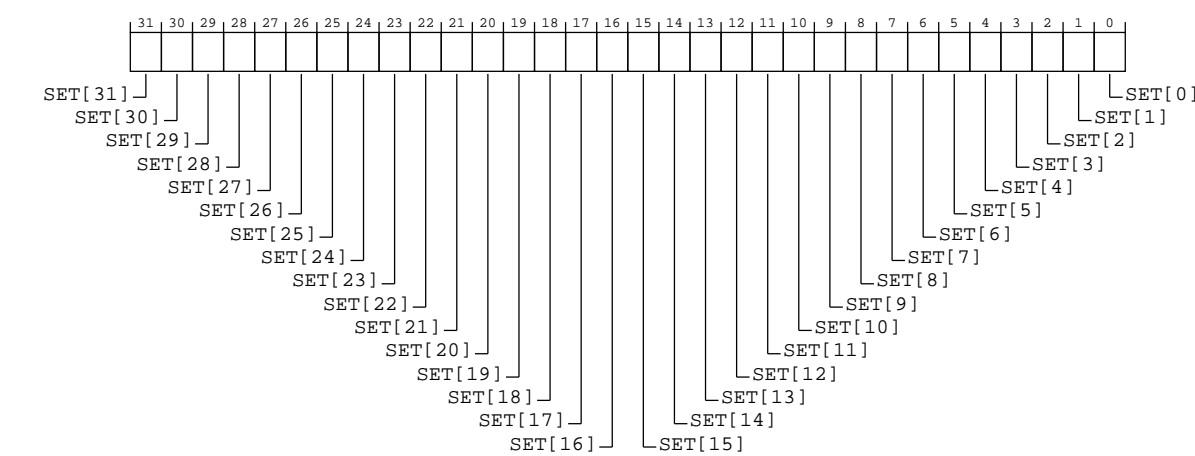 31 30 29 28 27 26 25 24 23 22 21 20 19 18 17 16 15 14 13 12 11 10 9 8 7 6 5 4 3 2 1 0
SET[31] SET[0]
SET[30] SET[1]
SET[29] SET[2]
SET[28] SET[3]
SET[27] SET[4]
SET[26] SET[5]
SET[25] SET[6]
SET[24] SET[7]
SET[23] SET[8]
SET[22] SET[9]
SET[21] SET[10]
SET[20] SET[11]
SET[19] SET[12]
SET[18] SET[13]
SET[17] SET[14]
SET[16] SET[15]